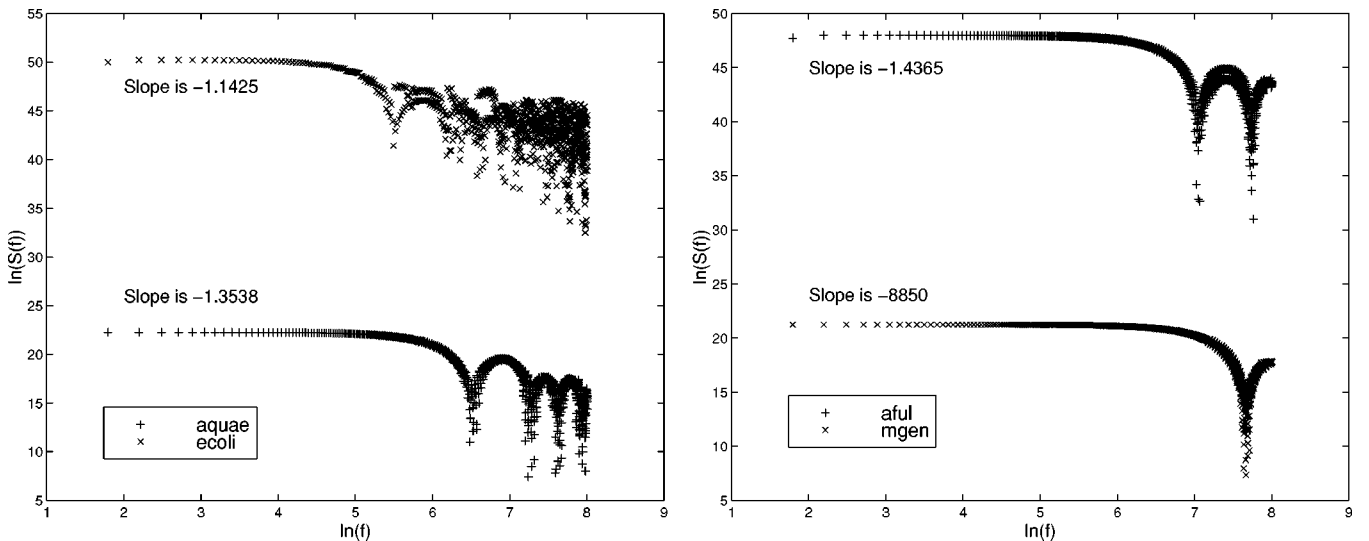 55
50
45
40
35
30
25
20
15
10
5
ln(S(f))
Slope is −1.1425
Slope is −1.3538
aquae
ecoli
1 2 3 4 5 6 7 8 9
ln(f)
50
45
40
35
30
25
20
15
10
5
ln(S(f))
Slope is −1.4365
Slope is −8850
aful
mgen
1 2 3 4 5 6 7 8 9
ln(f)